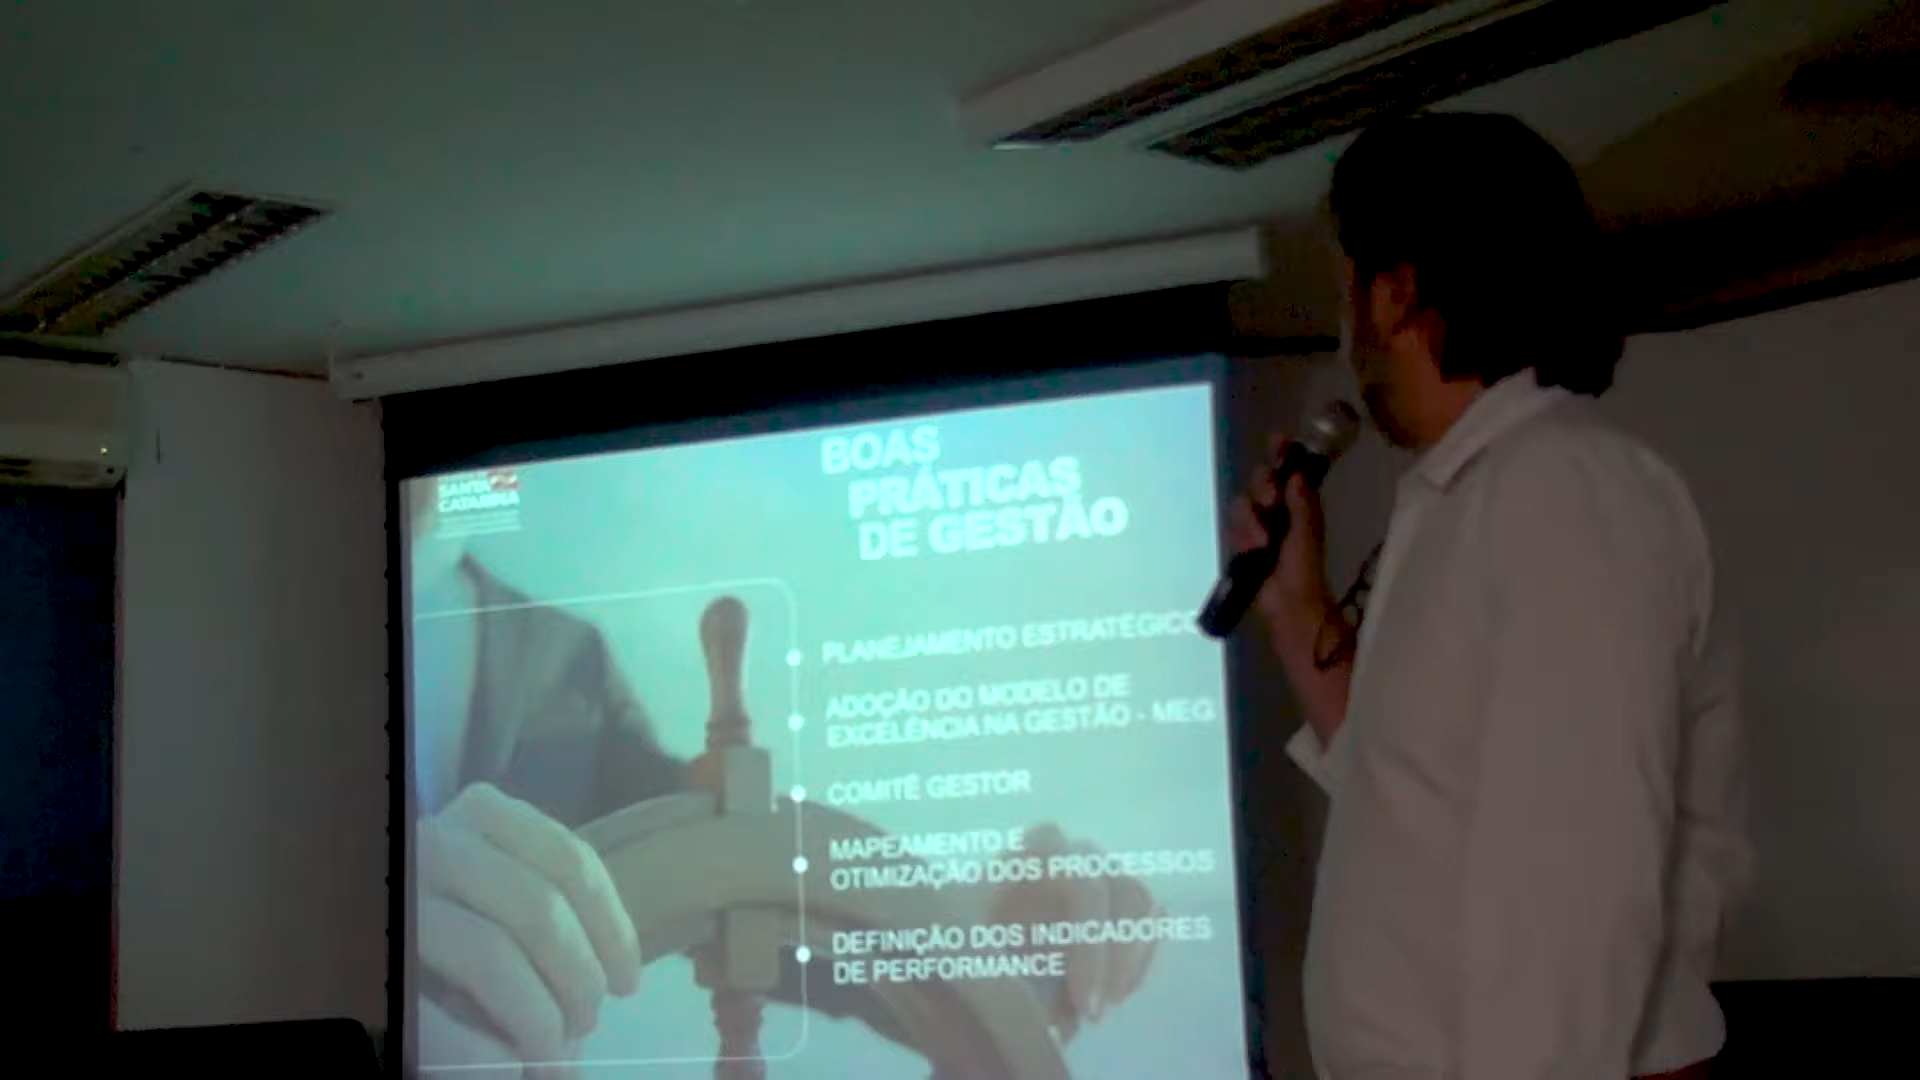 SANTA
CATARINA
BOAS
PRÁTICAS
DE GESTÃO
PLANEJAMENTO ESTRATÉGICO
ADOÇÃO DO MODELO DE
EXCELÊNCIA NA GESTÃO - MEG
COMITÊ GESTOR
MAPEAMENTO E
OTIMIZAÇÃO DOS PROCESSOS
DEFINIÇÃO DOS INDICADORES
DE PERFORMANCE